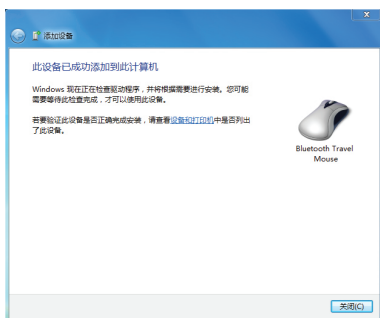 添加设备
此设备已成功添加到此计算机
Windows 现在正在检查驱动程序，并将根据需要进行安装。您可能
需要等待此检查完成，才可以使用此设备。
若要验证此设备是否正确完成安装，请查看设备和打印机中是否列出
了此设备。
Bluetooth Travel
Mouse
关闭(C)